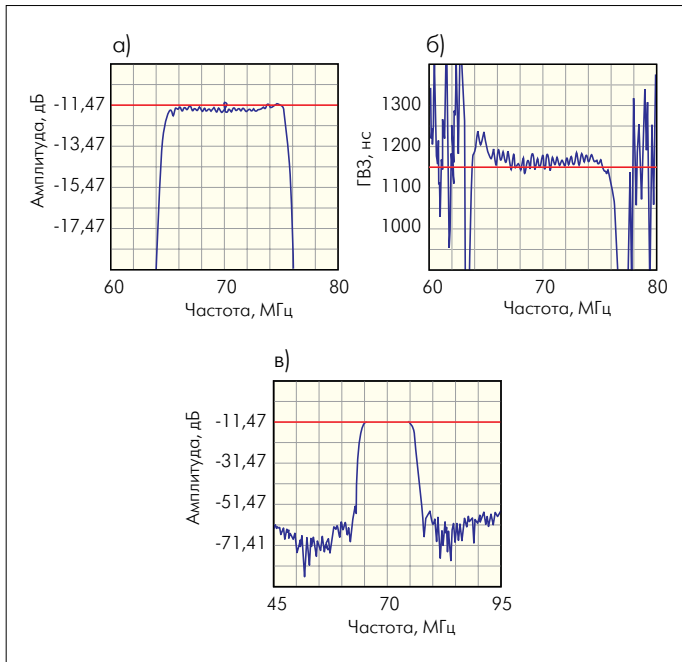 а)
Амплитуда, дБ
-11,47
-13,47
-15,47
-17,47
60
70
80
Частота, МГц
б)
ГВЗ, нс
1300
1200
1100
1000
60
70
80
Частота, МГц
в)
Амплитуда, дБ
-11,47
-31,47
-51,47
-71,41
45
70
95
Частота, МГц